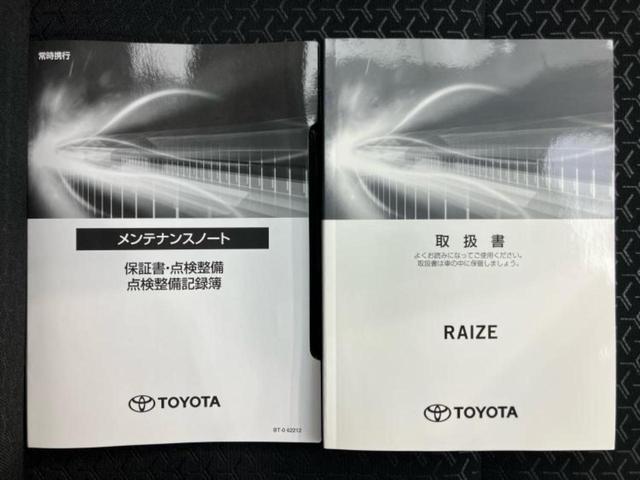 常時携行
メンテナンスノート
保証書・点検整備
点検整備記録簿
TOYOTA
BT-0 62212
取扱書
よくお読みになってご使用ください。
取扱書は車の中に保管しましょう。
RAIZE
TOYOTA